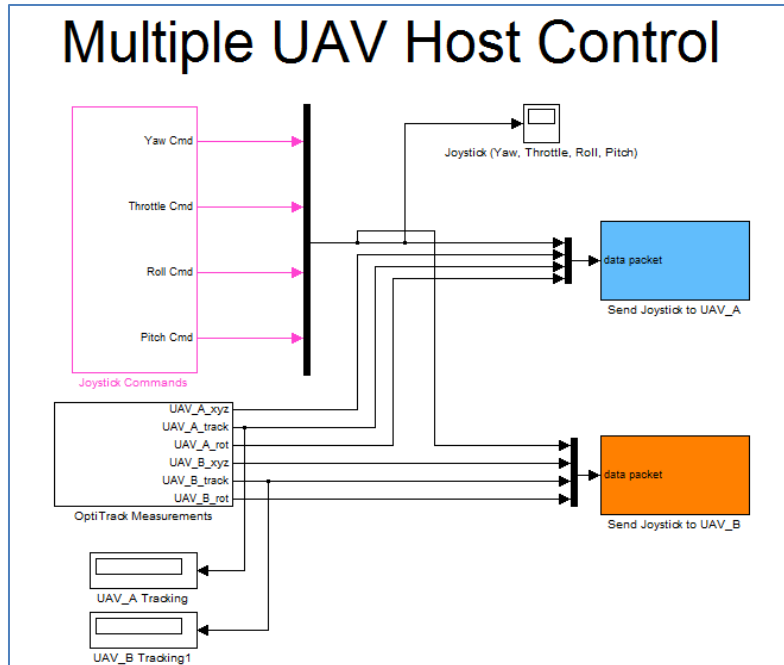 Multiple UAV Host Control
Yaw Cmd
Throttle Cmd
Roll Cmd
Pitch Cmd
Joystick Commands
Joystick (Yaw, Throttle, Roll, Pitch)
data packet
Send Joystick to UAV_A
UAV_A_xyz
UAV_A_track
UAV_A_rot
UAV_B_xyz
UAV_B_track
UAV_B_rot
OptiTrack Measurements
data packet
Send Joystick to UAV_B
UAV_A Tracking
UAV_B Tracking1